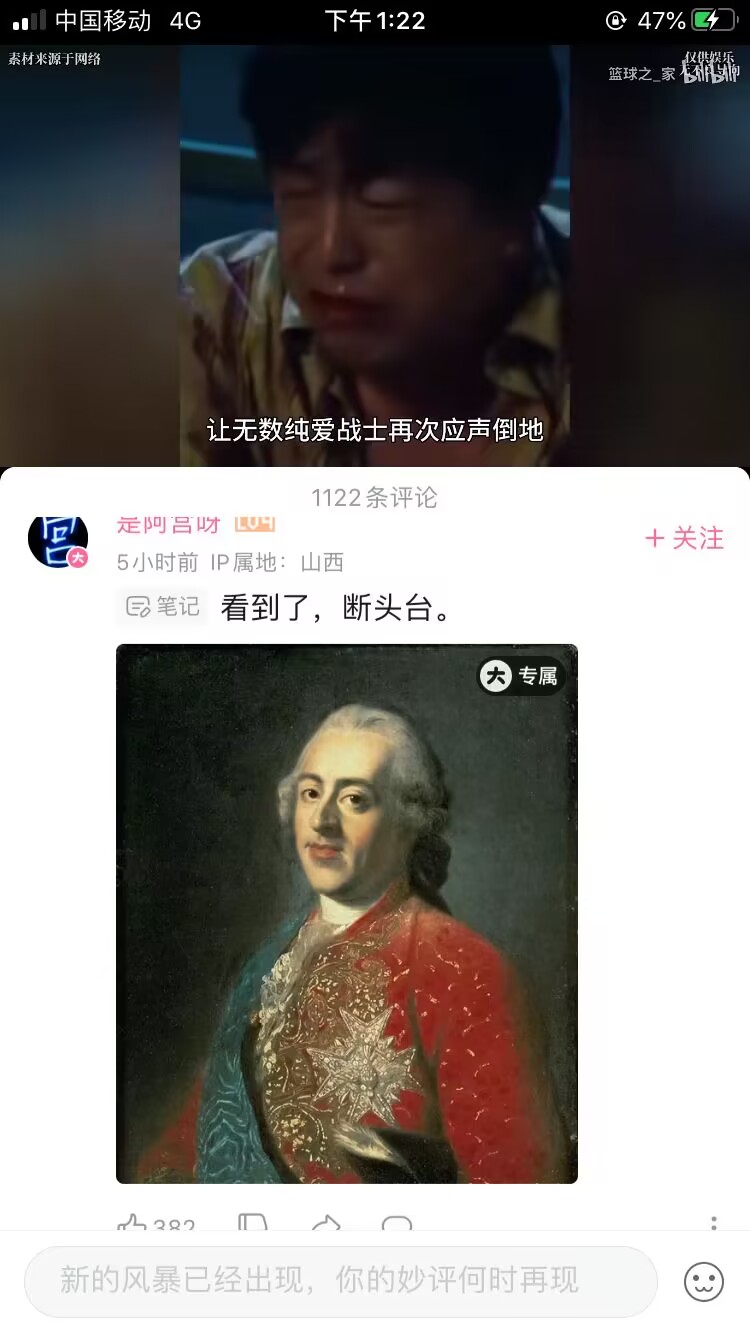 中国移动 4G 下午1:22 47%
素材来源于网络
仅供娱乐
篮球之_家 bilibili
让无数纯爱战士再次应声倒地
1122条评论
是阿宫呀 LV4
宫
大
+ 关注
5小时前 IP属地：山西
笔记 看到了，断头台。
大 专属
382
新的风暴已经出现，你的妙评何时再现